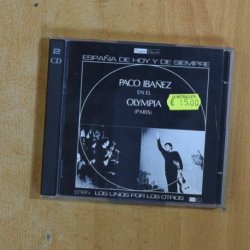 2
CD
ESPAÑA DE HOY Y DE SIEMPRE
PACO IBAÑEZ
EN EL
OLYMPIA
(PARIS)
€ 15,00
LOS UNOS POR LOS OTROS